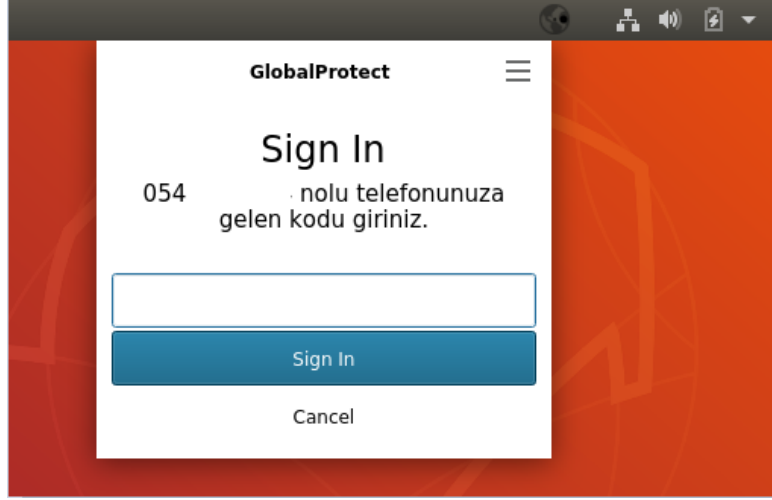 GlobalProtect
Sign In
054 nolu telefonunuza
gelen kodu giriniz.
Sign In
Cancel